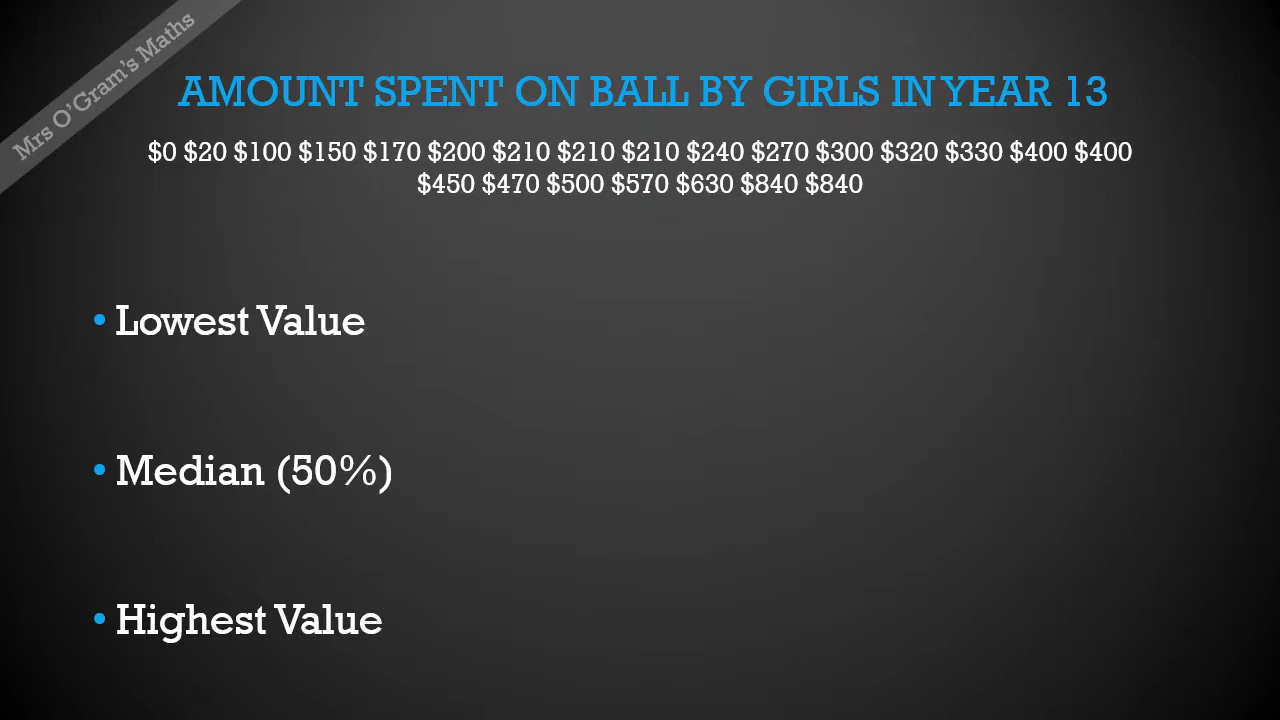 Mrs O'Gram's Maths
AMOUNT SPENT ON BALL BY GIRLS IN YEAR 13
$0 $20 $100 $150 $170 $200 $210 $210 $210 $240 $270 $300 $320 $330 $400 $400
$450 $470 $500 $570 $630 $840 $840
• Lowest Value
• Median (50%)
• Highest Value